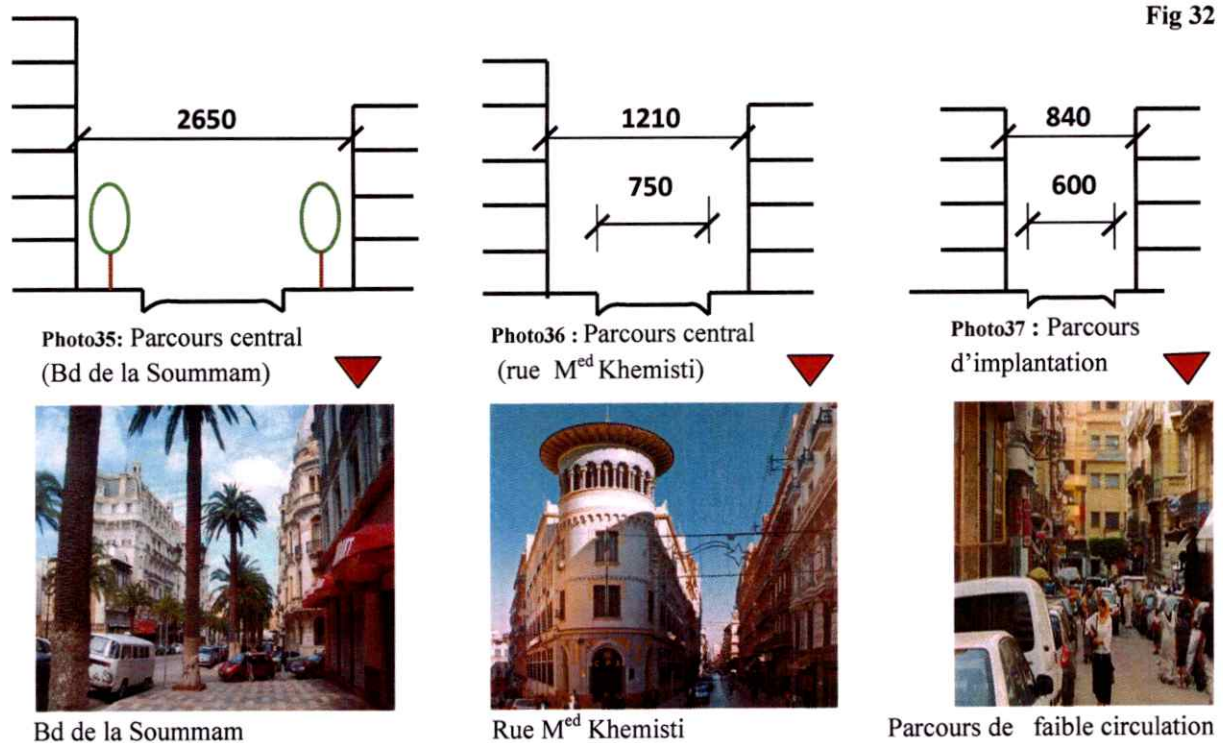 Fig 32
2650
1210
750
840
600
Photo35: Parcours central
(Bd de la Soummam)
Photo36 : Parcours central
(rue Mᵉᵈ Khemisti)
Photo37 : Parcours
d’implantation
Bd de la Soummam
Rue Mᵉᵈ Khemisti
Parcours de faible circulation